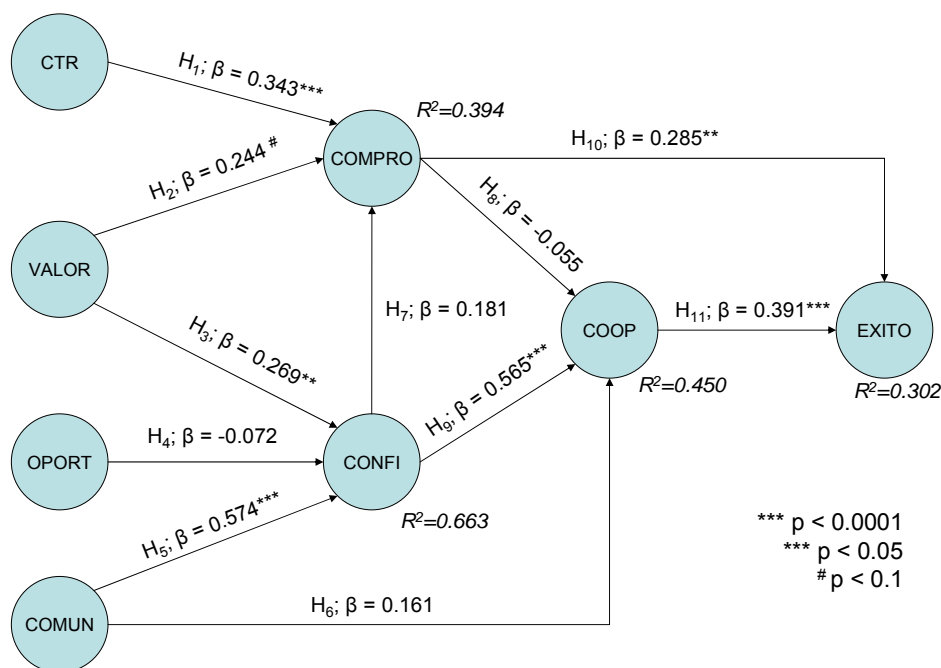 CTR
H1; β = 0.343***
R²=0.394
COMPRO
H10; β = 0.285**
H2; β = 0.244 #
H8; β = -0.055
VALOR
H7; β = 0.181
COOP
H11; β = 0.391***
EXITO
H3; β = 0.269**
R²=0.450
R²=0.302
H9; β = 0.565***
OPORT
H4; β = -0.072
CONFI
R²=0.663
H5; β = 0.574***
*** p < 0.0001
*** p < 0.05
# p < 0.1
COMUN
H6; β = 0.161